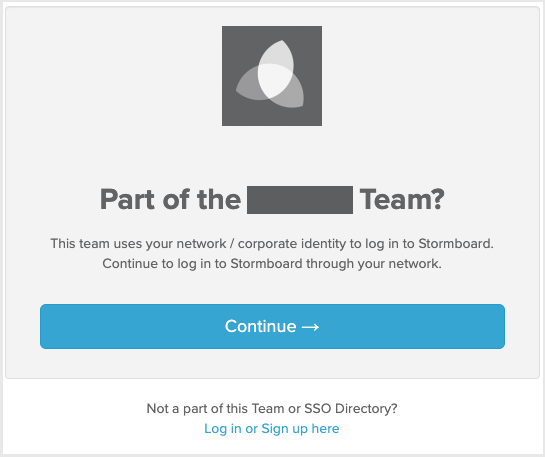 Part of the Team?
This team uses your network / corporate identity to log in to Stormboard.
Continue to log in to Stormboard through your network.
Continue →
Not a part of this Team or SSO Directory?
Log in or Sign up here